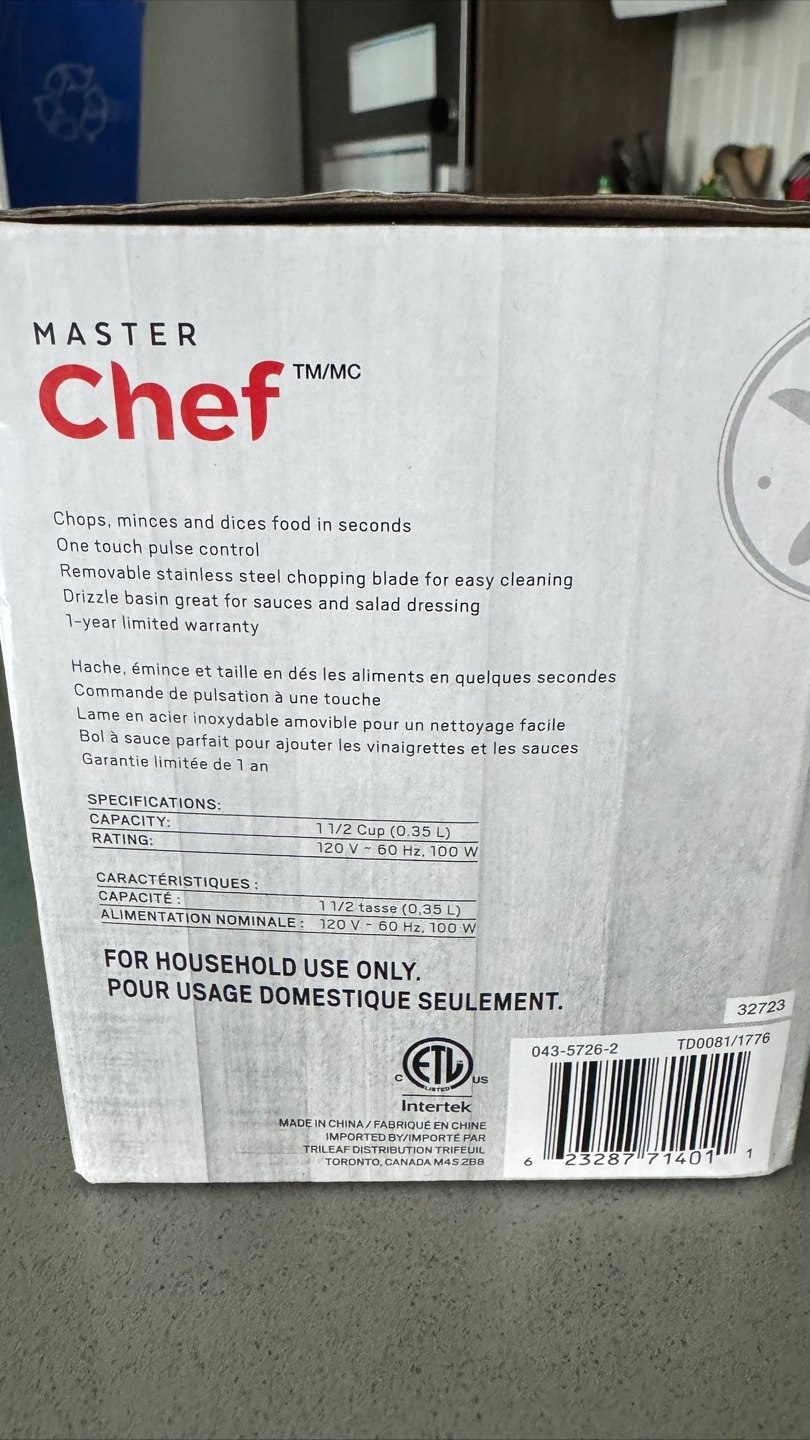 MASTER
Chef TM/MC
Chops, minces and dices food in seconds
One touch pulse control
Removable stainless steel chopping blade for easy cleaning
Drizzle basin great for sauces and salad dressing
1-year limited warranty
Hache, émince et taille en dés les aliments en quelques secondes
Commande de pulsation à une touche
Lame en acier inoxydable amovible pour un nettoyage facile
Bol à sauce parfait pour ajouter les vinaigrettes et les sauces
Garantie limitée de 1 an
SPECIFICATIONS:
CAPACITY: 1 1/2 Cup (0.35 L)
RATING: 120 V ~ 60 Hz, 100 W
CARACTÉRISTIQUES :
CAPACITÉ : 1 1/2 tasse (0,35 L)
ALIMENTATION NOMINALE : 120 V ~ 60 Hz, 100 W
FOR HOUSEHOLD USE ONLY.
POUR USAGE DOMESTIQUE SEULEMENT.
C ETL US
LISTED
Intertek
MADE IN CHINA / FABRIQUÉ EN CHINE
IMPORTED BY/IMPORTÉ PAR
TRILEAF DISTRIBUTION TRIFEUIL
TORONTO, CANADA M4S 2B8
32723
043-5726-2 TD0081/1776
6 23287 71401 1